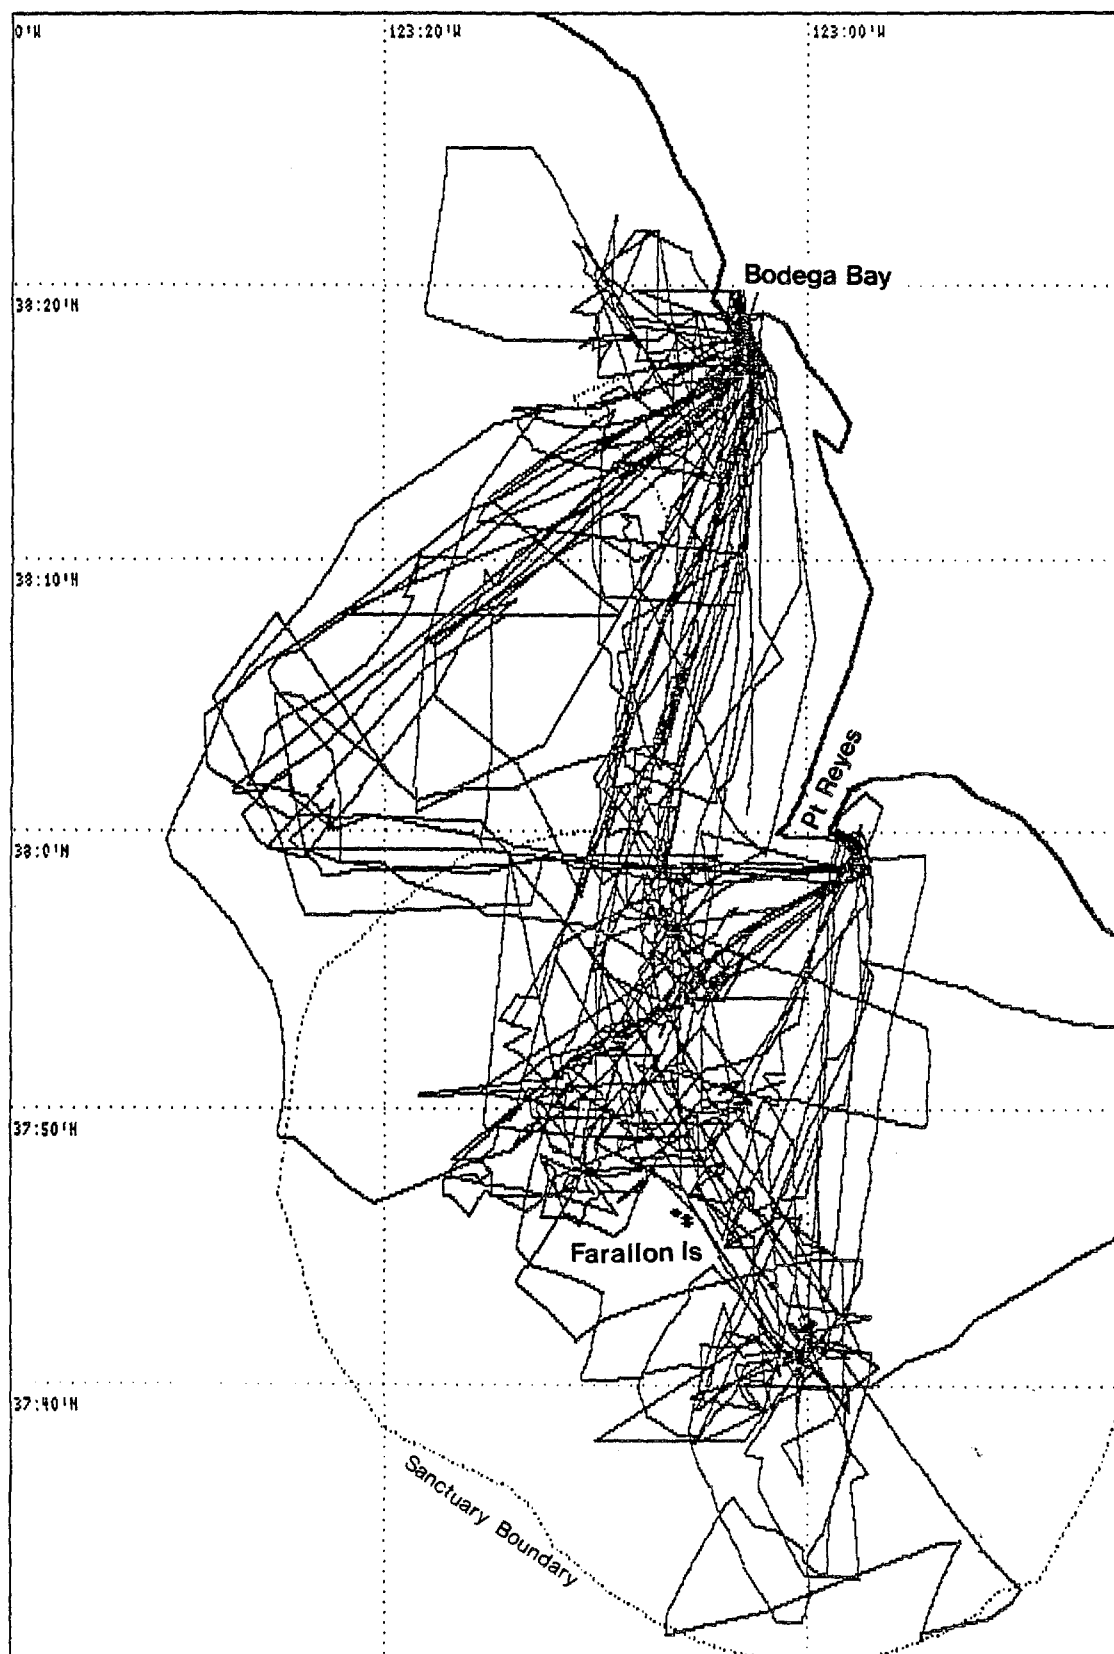 0'W
123:20'W
123:00'W
Bodega Bay
38:20'N
38:10'N
Pt Reyes
38:0'N
37:50'N
**
Farallon Is
37:40'N
Sanctuary Boundary